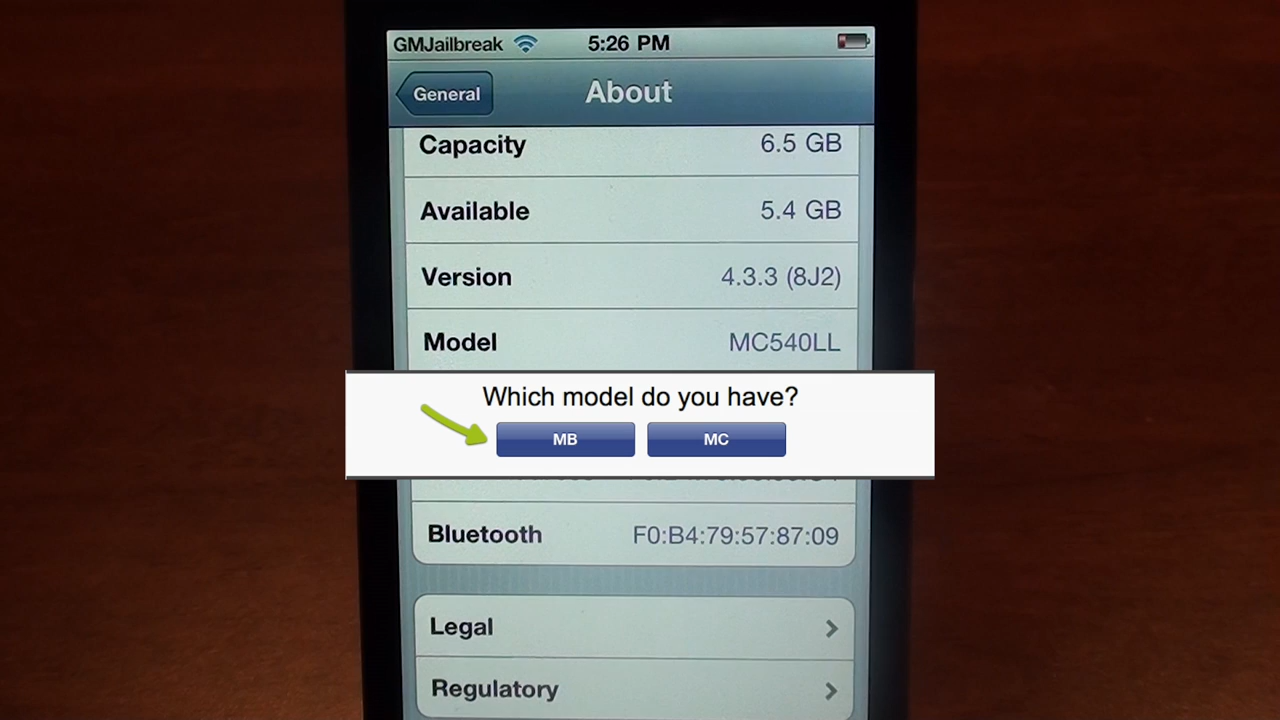 GMJailbreak 5:26 PM
General About
Capacity 6.5 GB
Available 5.4 GB
Version 4.3.3 (8J2)
Model MC540LL
Which model do you have?
MB MC
Bluetooth F0:B4:79:57:87:09
Legal
Regulatory